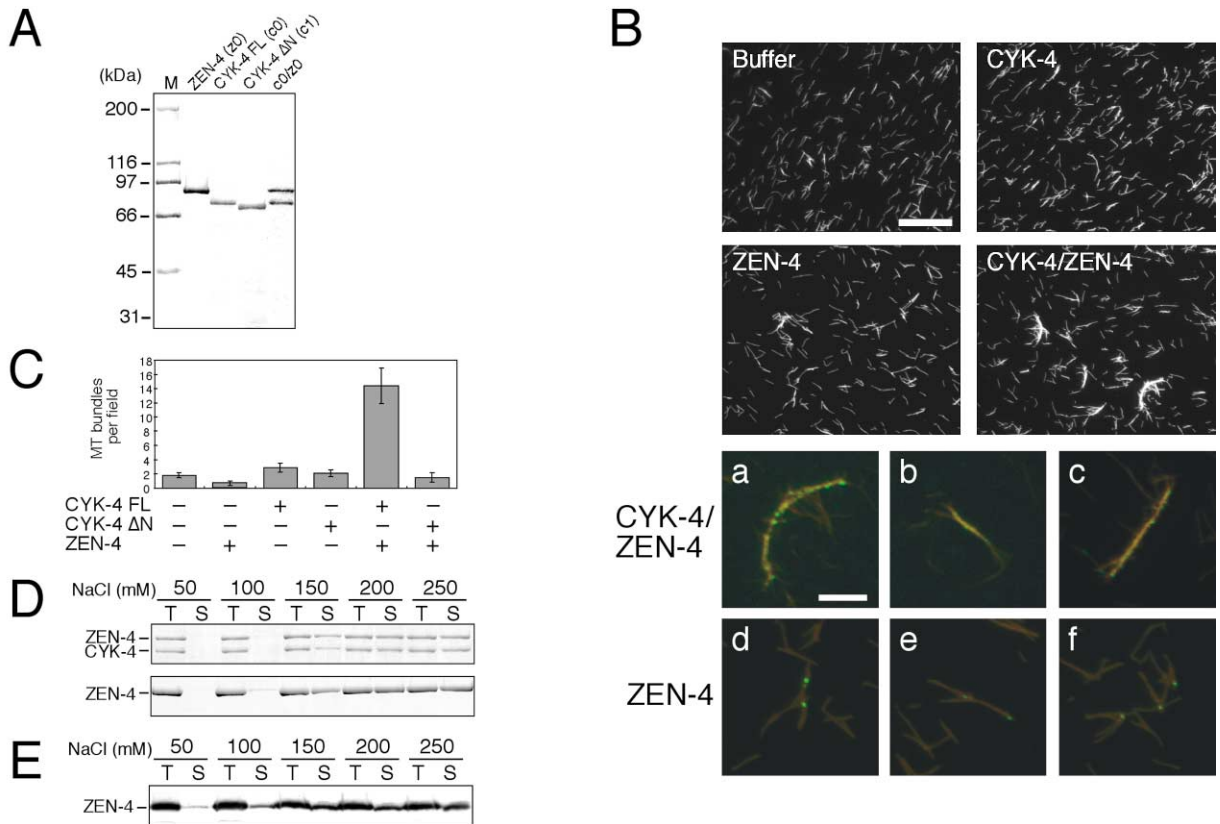 A
(kDa)
M
ZEN-4 (z0)
CYK-4 FL (c0)
CYK-4 ΔN (c1)
c0/z0
200
116
97
66
45
31
B
Buffer
CYK-4
ZEN-4
CYK-4/ZEN-4
a
b
c
CYK-4/
ZEN-4
d
e
f
ZEN-4
C
MT bundles
per field
18
16
14
12
10
8
6
4
2
0
CYK-4 FL – – + – + –
CYK-4 ΔN – – – + – +
ZEN-4 – + – – + +
D
NaCl (mM) 50 100 150 200 250
T S T S T S T S T S
ZEN-4
CYK-4
ZEN-4
E
NaCl (mM) 50 100 150 200 250
T S T S T S T S T S
ZEN-4